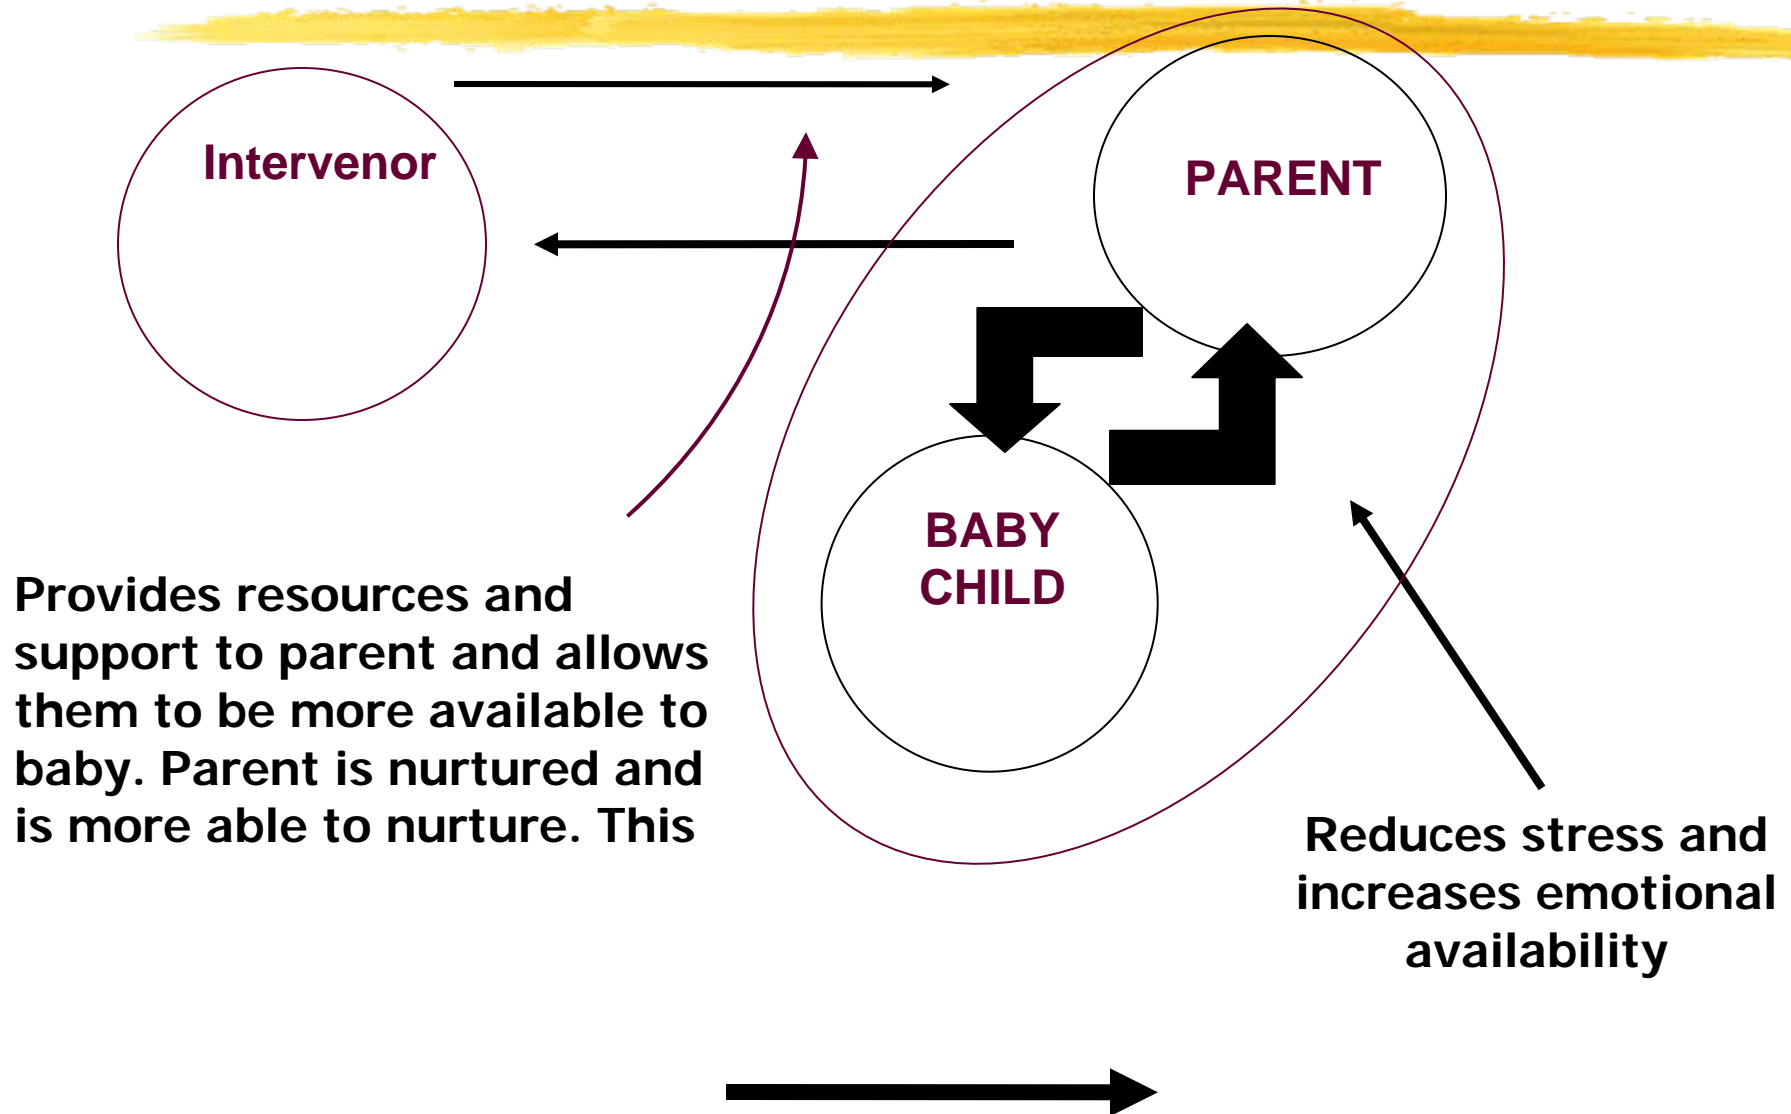 Intervenor
PARENT
BABY
CHILD
Provides resources and
support to parent and allows
them to be more available to
baby. Parent is nurtured and
is more able to nurture. This
Reduces stress and
increases emotional
availability